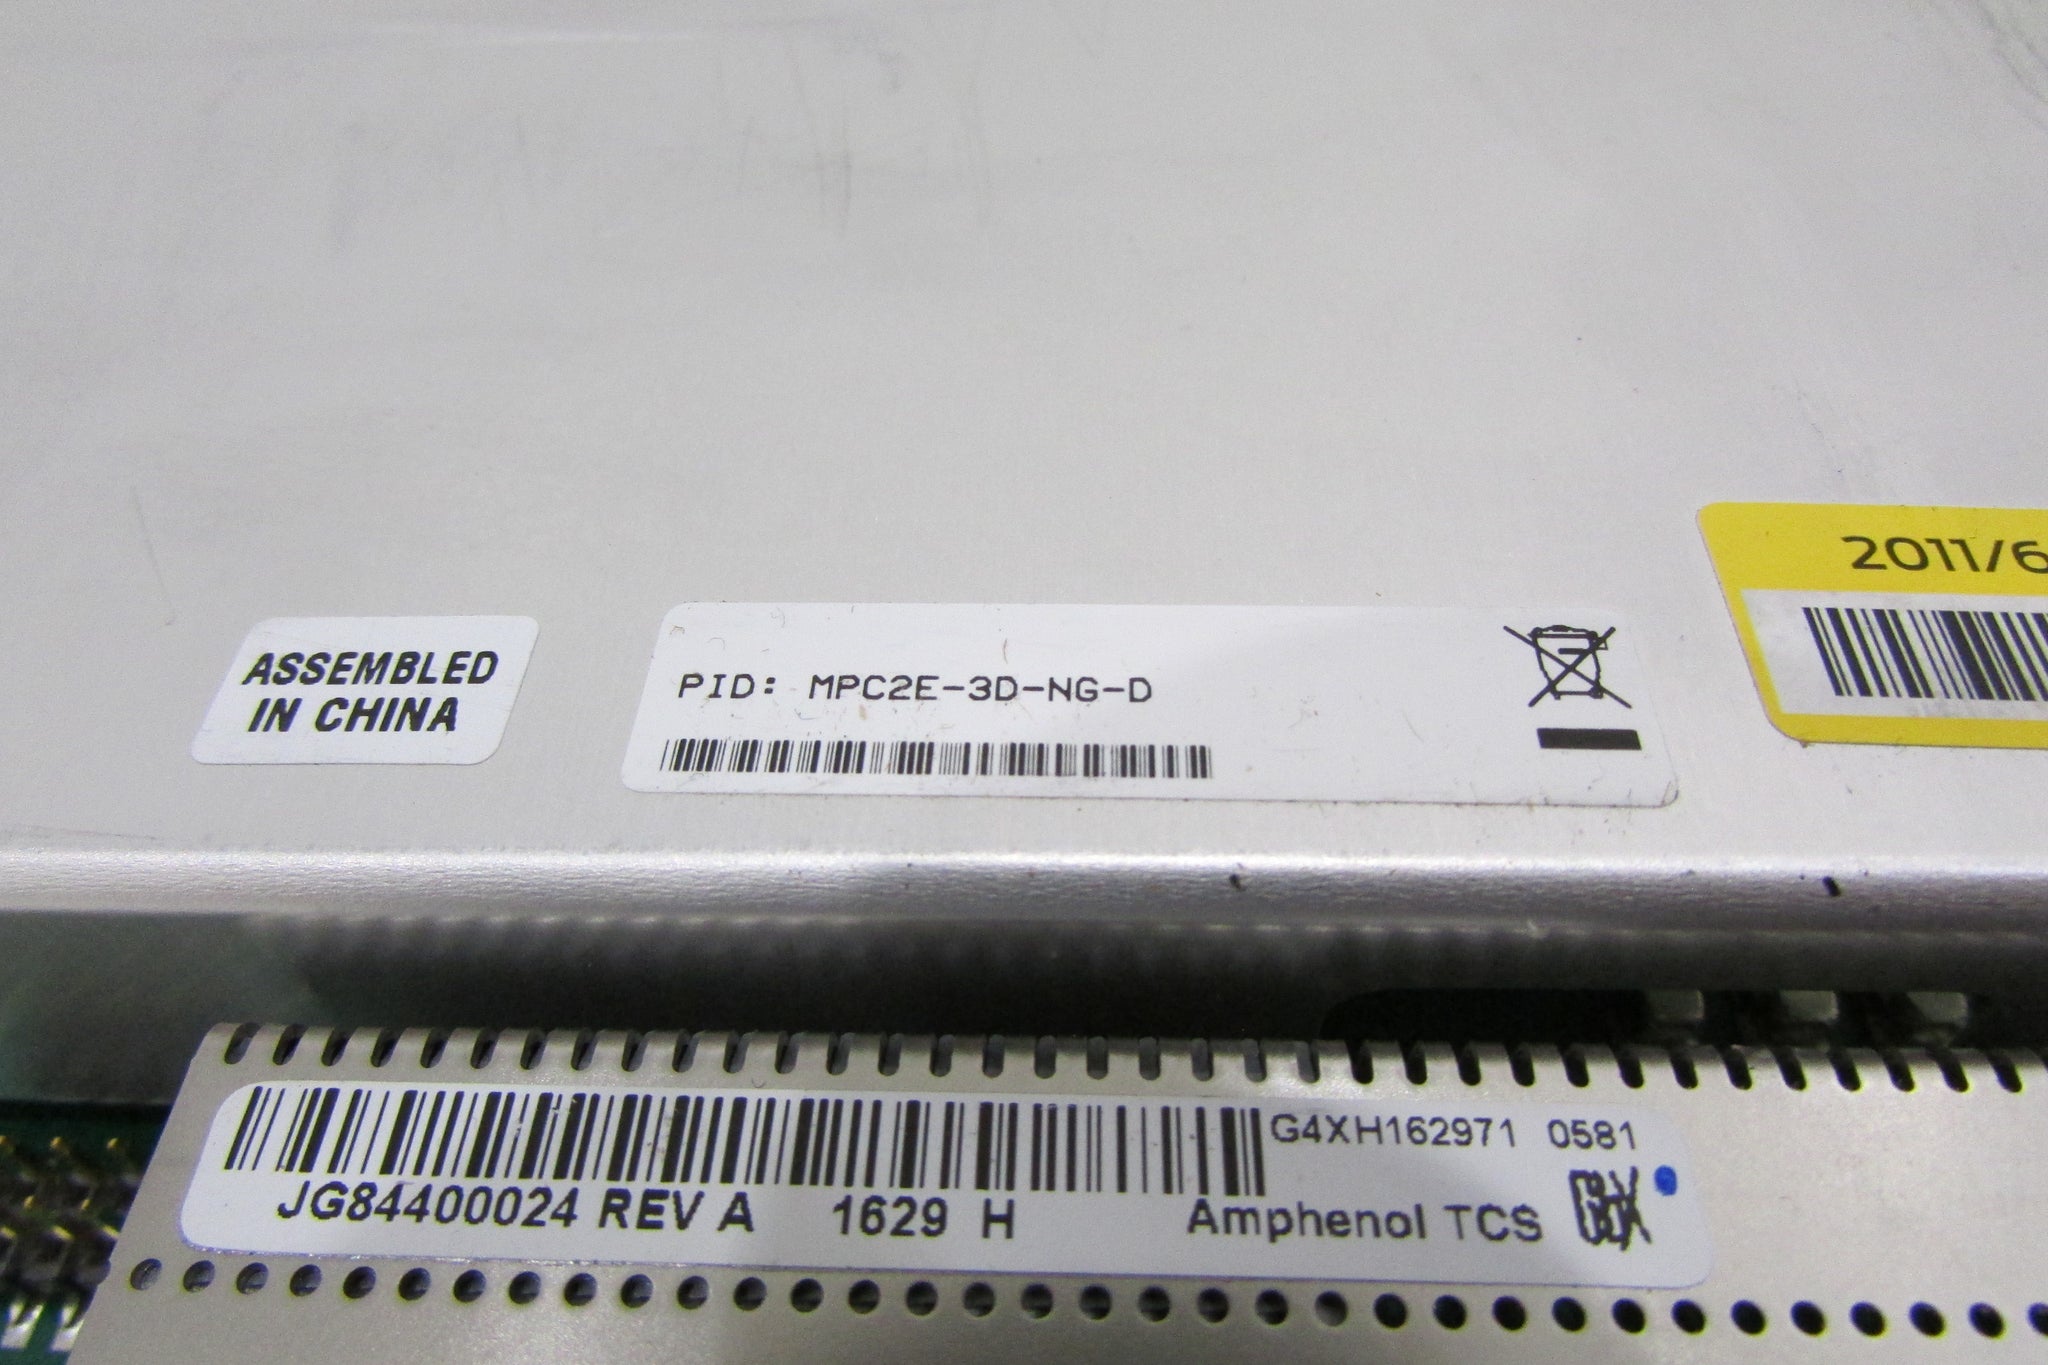 2011/6
ASSEMBLED
IN CHINA
PID: MPC2E-3D-NG-D
G4XH162971 0581
JG84400024 REV A 1629 H Amphenol TCS